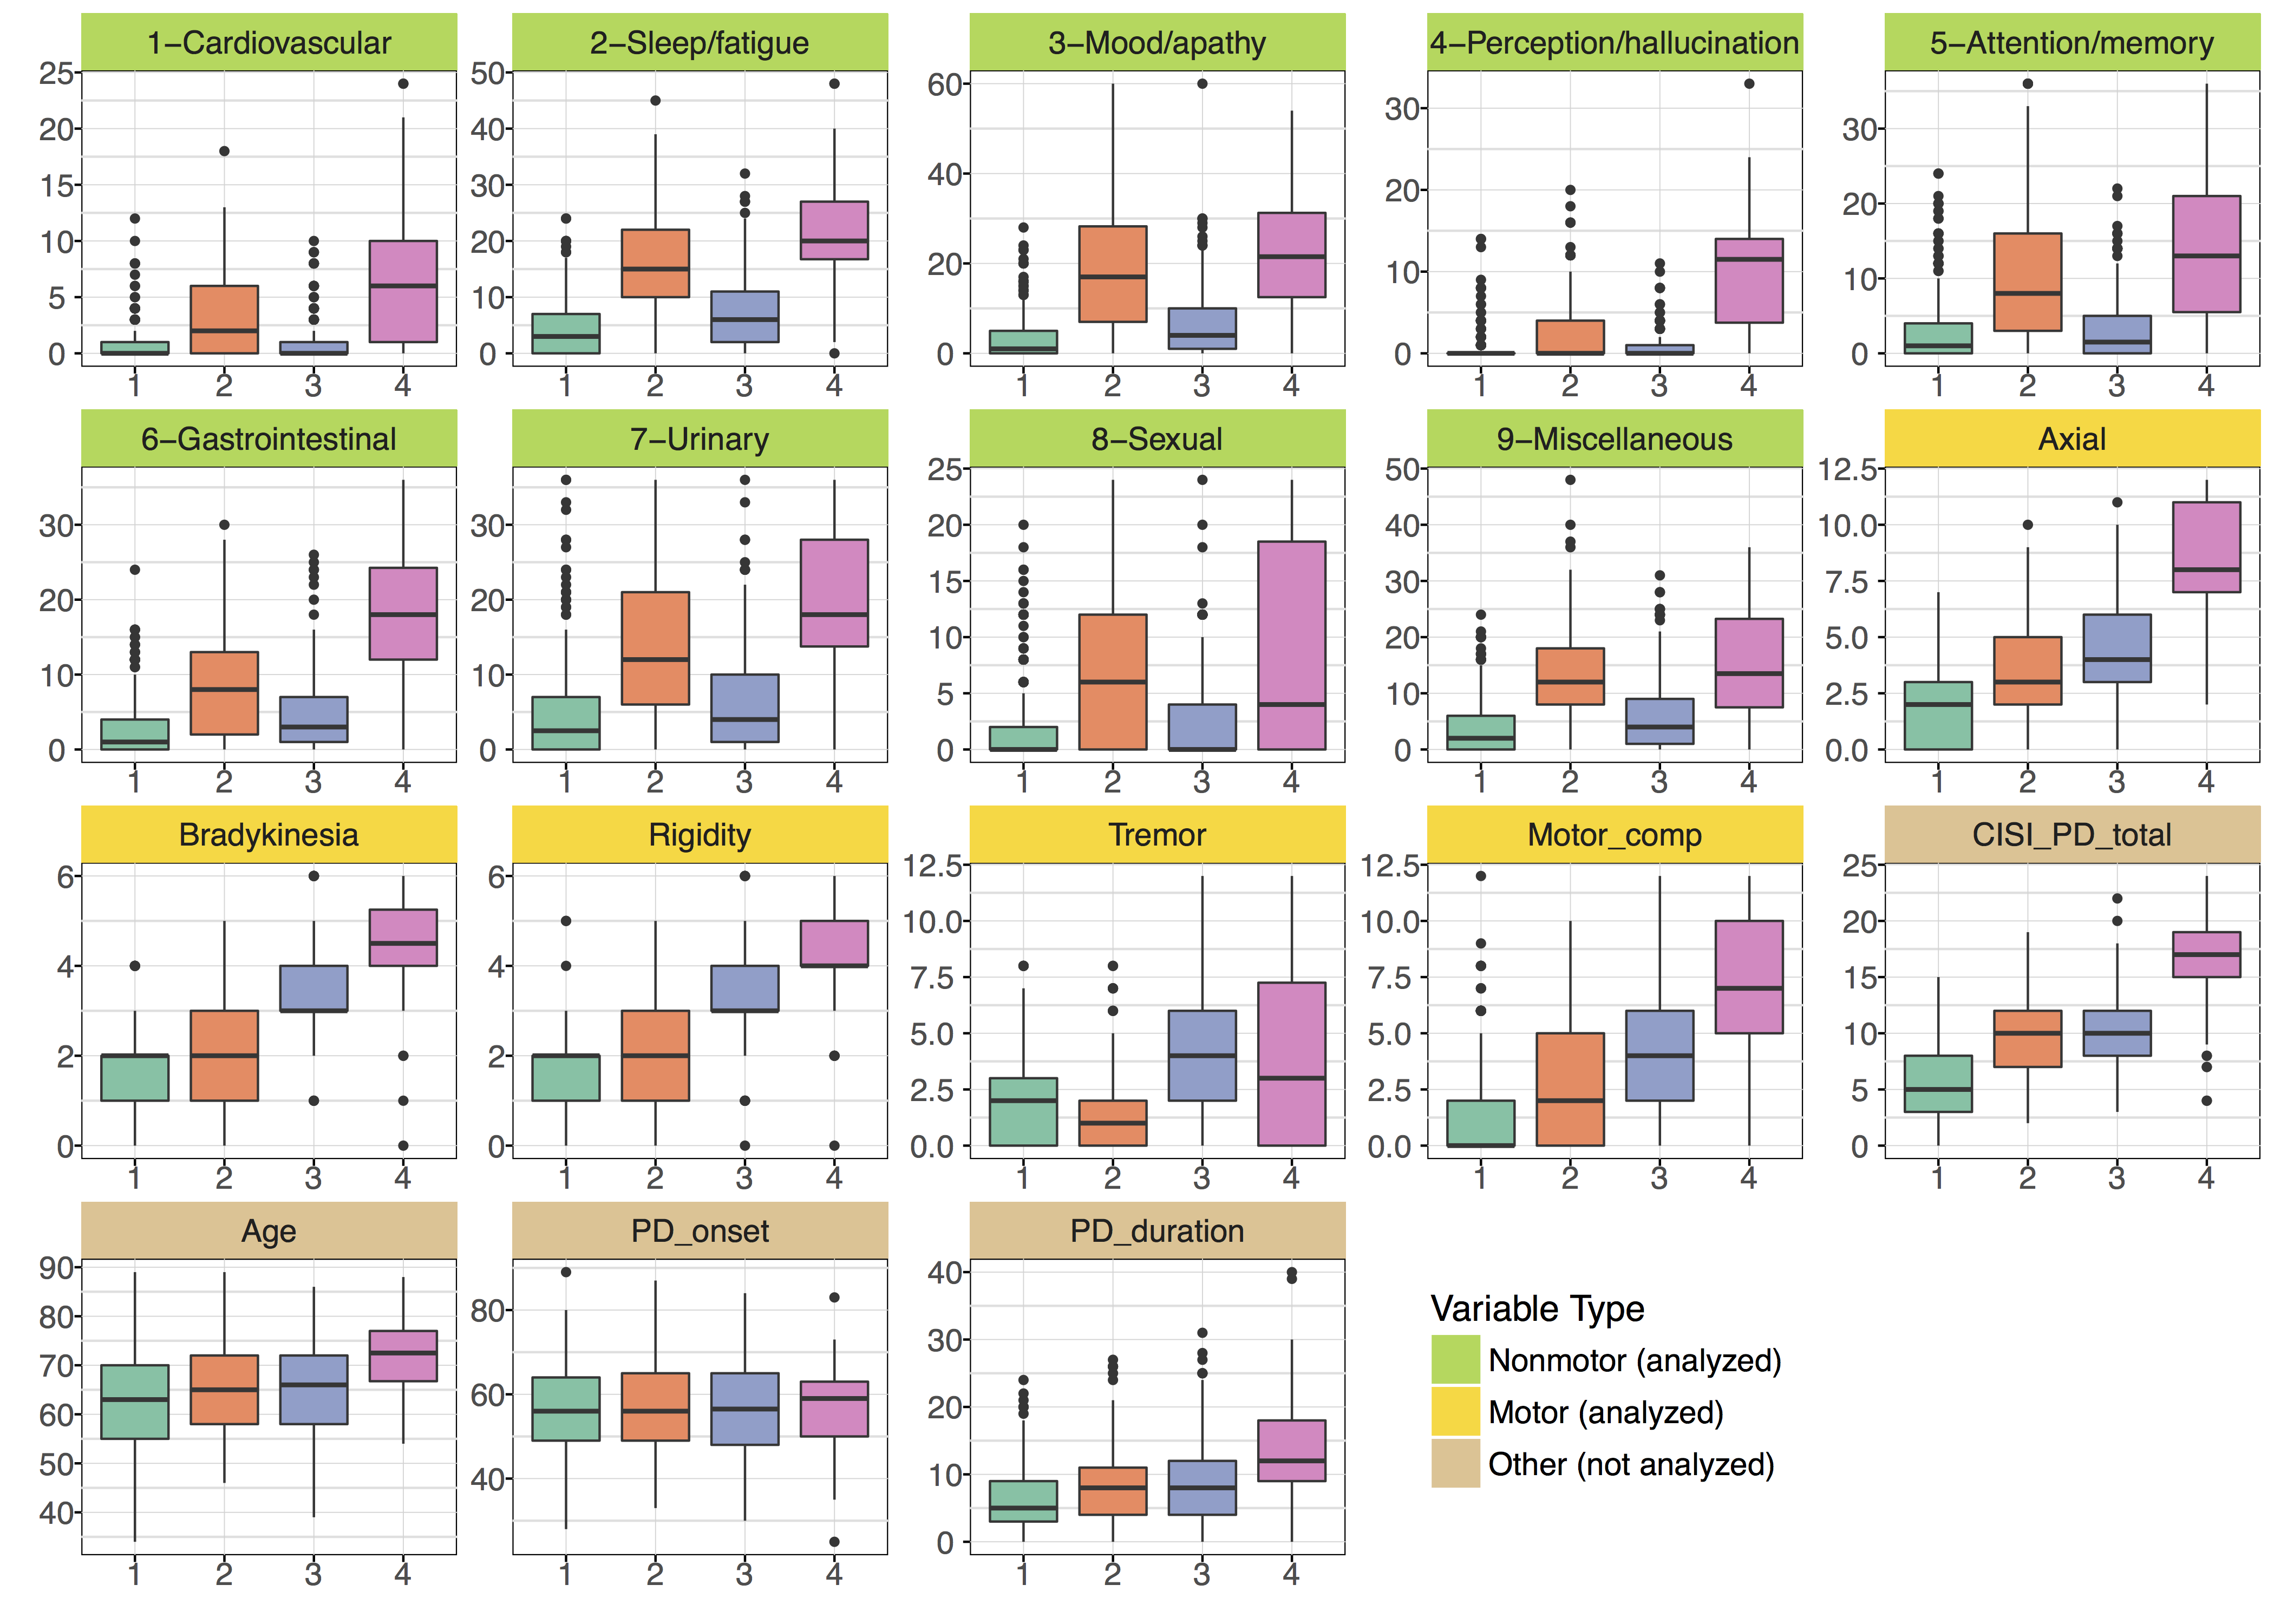 1−Cardiovascular 2−Sleep/fatigue 3−Mood/apathy 4−Perception/hallucination 5−Attention/memory
25 20 15 10 5 0
50 40 30 20 10 0
60 40 20 0
30 20 10 0
30 20 10 0
1 2 3 4 1 2 3 4 1 2 3 4 1 2 3 4 1 2 3 4
6−Gastrointestinal 7−Urinary 8−Sexual 9−Miscellaneous Axial
30 20 10 0
30 20 10 0
25 20 15 10 5 0
50 40 30 20 10 0
12.5 10.0 7.5 5.0 2.5 0.0
1 2 3 4 1 2 3 4 1 2 3 4 1 2 3 4 1 2 3 4
Bradykinesia Rigidity Tremor Motor_comp CISI_PD_total
6 4 2 0
6 4 2 0
12.5 10.0 7.5 5.0 2.5 0.0
12.5 10.0 7.5 5.0 2.5 0.0
25 20 15 10 5 0
1 2 3 4 1 2 3 4 1 2 3 4 1 2 3 4 1 2 3 4
Age PD_onset PD_duration
90 80 70 60 50 40
80 60 40
40 30 20 10 0
1 2 3 4 1 2 3 4 1 2 3 4
Variable Type
Nonmotor (analyzed)
Motor (analyzed)
Other (not analyzed)